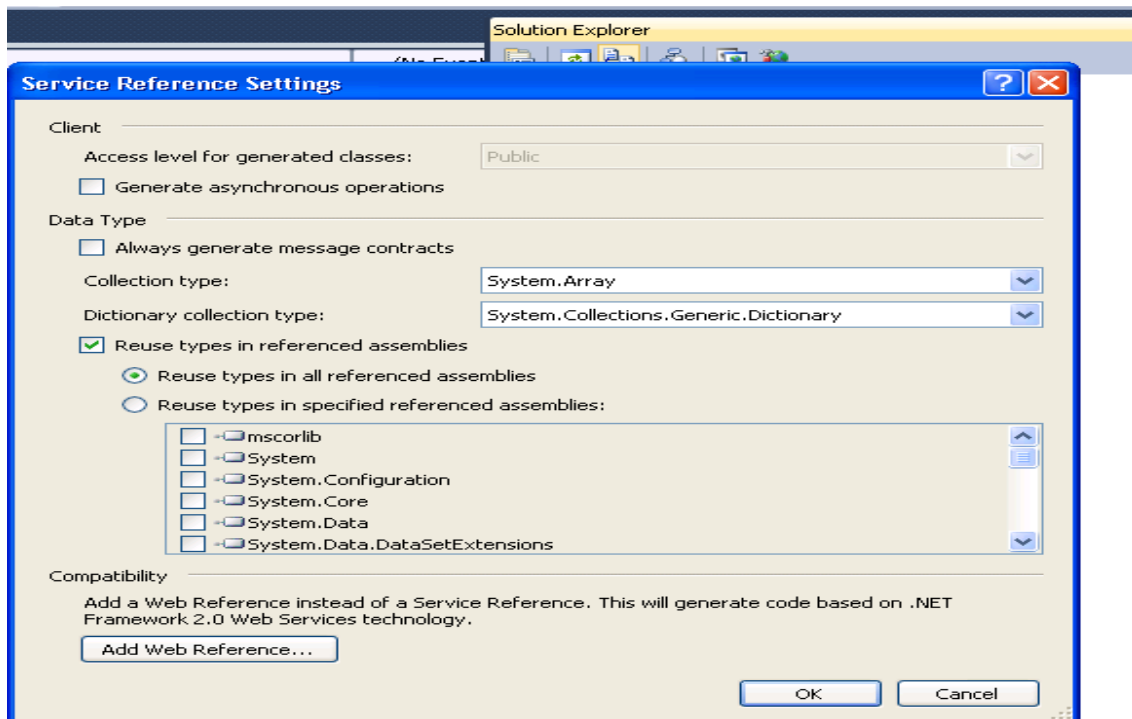 Solution Explorer
Service Reference Settings
Client
Access level for generated classes:
Public
Generate asynchronous operations
Data Type
Always generate message contracts
Collection type:
System.Array
Dictionary collection type:
System.Collections.Generic.Dictionary
Reuse types in referenced assemblies
Reuse types in all referenced assemblies
Reuse types in specified referenced assemblies:
mscorlib
System
System.Configuration
System.Core
System.Data
System.Data.DataSetExtensions
Compatibility
Add a Web Reference instead of a Service Reference. This will generate code based on .NET
Framework 2.0 Web Services technology.
Add Web Reference...
OK
Cancel